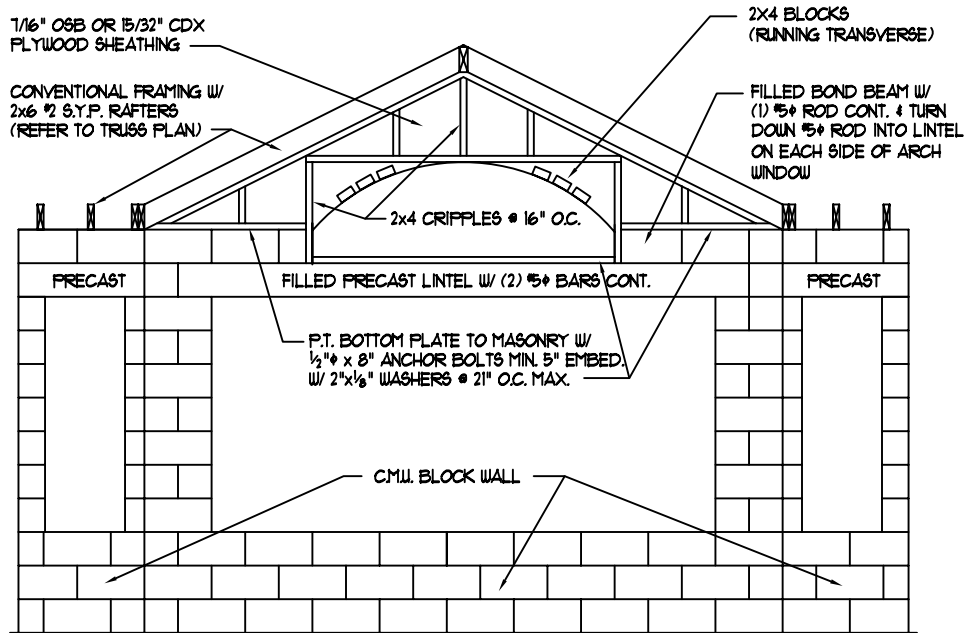 7/16" OSB OR 15/32" CDX
PLYWOOD SHEATHING
2X4 BLOCKS
(RUNNING TRANSVERSE)
CONVENTIONAL FRAMING W/
2x6 #2 S.Y.P. RAFTERS
(REFER TO TRUSS PLAN)
FILLED BOND BEAM W/
(1) #5ϕ ROD CONT. & TURN
DOWN #5ϕ ROD INTO LINTEL
ON EACH SIDE OF ARCH
WINDOW
2x4 CRIPPLES @ 16" O.C.
PRECAST
FILLED PRECAST LINTEL W/ (2) #5ϕ BARS CONT.
PRECAST
P.T. BOTTOM PLATE TO MASONRY W/
1/2"ϕ x 8" ANCHOR BOLTS MIN. 5" EMBED.
W/ 2"x1/8" WASHERS @ 21" O.C. MAX.
C.M.U. BLOCK WALL